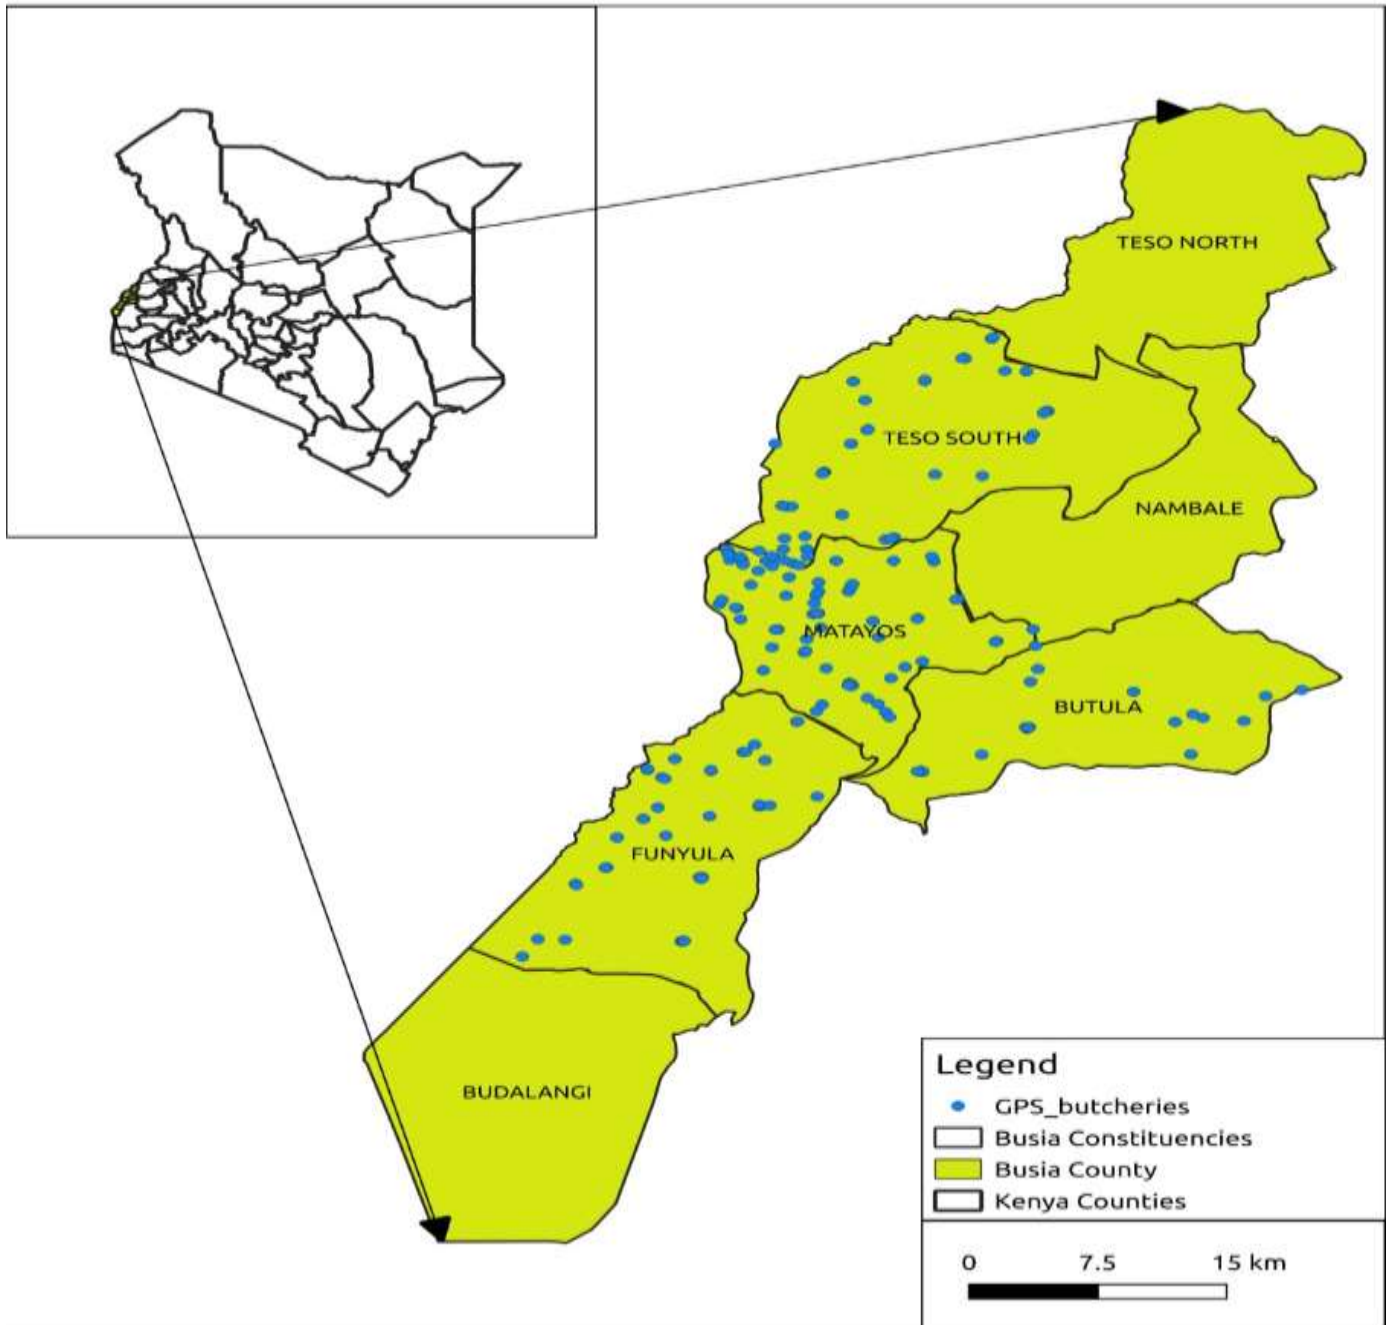 TESO NORTH
TESO SOUTH
NAMBALE
MATAYOS
BUTULA
FUNYULA
BUDALANGI
Legend
GPS_butcheries
Busia Constituencies
Busia County
Kenya Counties
0 7.5 15 km